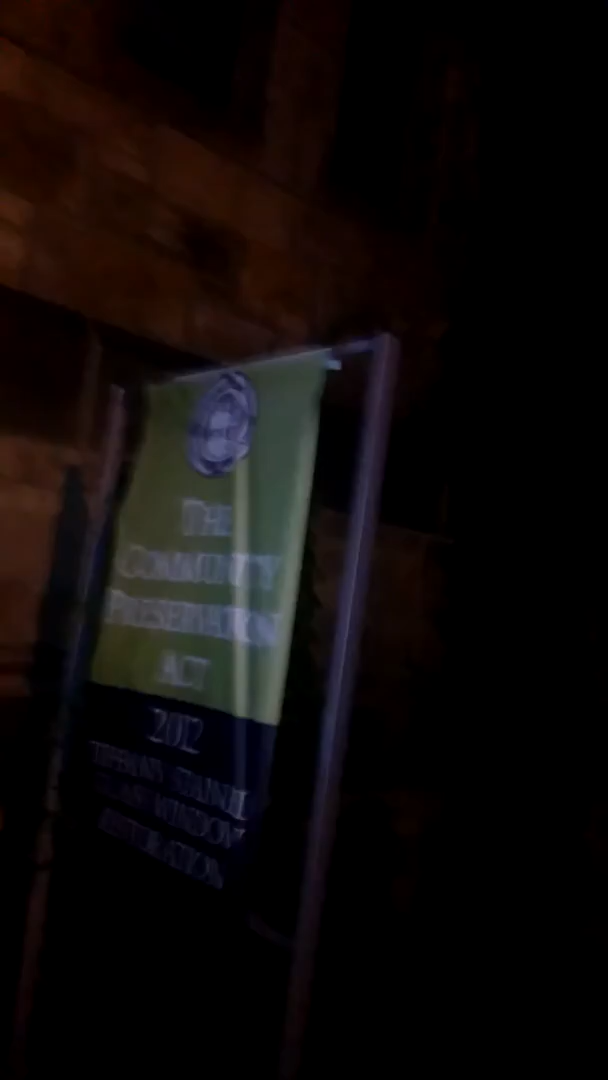 THE
COMMUNITY
PRESERVATION
ACT
2012
TIFFANY STAINED
GLASS WINDOW
RESTORATION